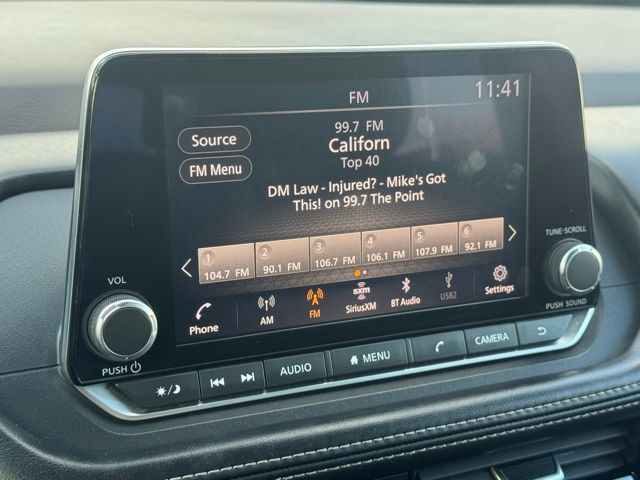 FM
11:41
Source
FM Menu
99.7 FM
Californ
Top 40
DM Law - Injured? - Mike's Got
This! on 99.7 The Point
1 2 3 4 5 6
104.7 FM 90.1 FM 106.7 FM 106.1 FM 107.9 FM 92.1 FM
Phone
AM
FM
sxm
SiriusXM
BT Audio
USB2
Settings
VOL
PUSH
TUNE·SCROLL
PUSH SOUND
AUDIO
MENU
CAMERA